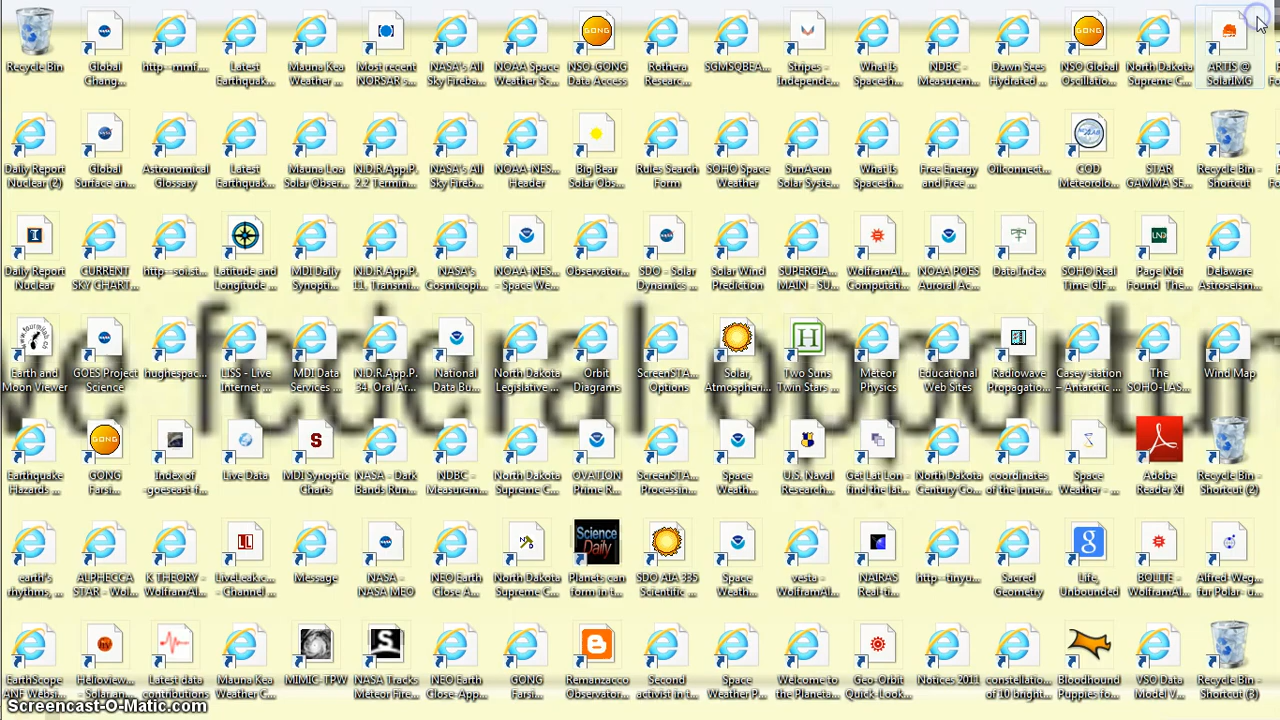 Recycle Bin
Global Chang...
http--mmf....
Latest Earthquak...
Mauna Kea Weather ...
Most recent NORSAR s...
NASA's All Sky Fireba...
NOAA Space Weather Sc...
GONG
NSO-GONG Data Access
Rothera Researc...
SGMSQBEA...
Stripes - Independe...
What Is Spacesh...
NDBC - Measurem...
Dawn Sees Hydrated ...
GONG
NSO Global Oscillatio...
North Dakota Supreme C...
ARTIS @ SolarIMG
Daily Report Nuclear (2)
Global Surface an...
Astronomical Glossary
Latest Earthquak...
Mauna Loa Solar Obser...
N.D.R.App.P. 2.2 Termin...
NASA's All Sky Fireb...
NOAA-NES... Header
Big Bear Solar Obs...
Rules Search Form
SOHO Space Weather
SunAeon Solar Syste...
What Is Spacesh...
Free Energy and Free ...
Oilconnect...
COD Meteorolo...
STAR GAMMA SE...
Recycle Bin - Shortcut
Daily Report Nuclear
CURRENT SKY CHART...
http--soi.st...
Latitude and Longitude ...
MDI Daily Synopti...
N.D.R.App.P. 11. Transmi...
NASA's Cosmicopi...
NOAA-NES... - Space We...
Observator...
SDO - Solar Dynamics ...
Solar Wind Prediction
SUPERGIA... MAIN - SU...
WolframAl... Computati...
NOAA POES Auroral Ac...
Data Index
SOHO Real Time GIF...
Page Not Found The...
Delaware Astroseism...
Earth and Moon Viewer
GOES Project Science
hughespac...
LISS - Live Internet ...
MDI Data Services ...
N.D.R.App.P. 34 Oral Ar...
National Data Bu...
North Dakota Legislative ...
Orbit Diagrams
ScreenSTA... Options
Solar, Atmospheri...
Two Suns Twin Stars ...
Meteor Physics
Educational Web Sites
Radiowave Propagatio...
Casey station – Antarctic ...
The SOHO-LAS...
Wind Map
federal
Earthquake Hazards ...
GONG
GONG Farsi...
Index of -goeseast-f...
Live Data
MDI Synoptic Charts
NASA - Dark Bands Run...
NDBC - Measurem...
North Dakota Supreme C...
OVATION Prime R...
ScreenSTA... Processin...
Space Weath...
U.S. Naval Research...
Get Lat Lon - find the lat...
North Dakota Century Co...
coordinates of the inner...
Space Weather - ...
Adobe Reader XI
Recycle Bin - Shortcut (2)
earth's rhythms, ...
ALPHECCA STAR - Wol...
K THEORY - WolframAl...
LiveLeak.c... - Channel ...
Message
NASA - NASA MEO
NEO Earth Close A...
North Dakota Supreme C...
Science Daily
Planets can form in t...
SDO AIA 335 Scientific ...
Space Weath...
vesta - WolframAl...
NAIRAS Real-ti...
http--tinyu...
Sacred Geometry
Life, Unbounded
BOLITE - WolframAl...
Alfred-Weg... fur Polar- u...
EarthScope ANF Websi...
Helioview... - Solar an...
Latest data contributions
Mauna Kea Weather C...
MIMIC-TPW
NASA Tracks Meteor Fire...
NEO Earth Close-App...
GONG Farsi...
Remanzacco Observator...
Second activist in t...
Space Weather P...
Welcome to the Planeta...
Geo-Orbit Quick-Look...
Notices 2011
constellatio... of 10 bright...
Bloodhound Puppies fo...
VSO Data Model V...
Recycle Bin - Shortcut (3)
Screencast-O-Matic.com